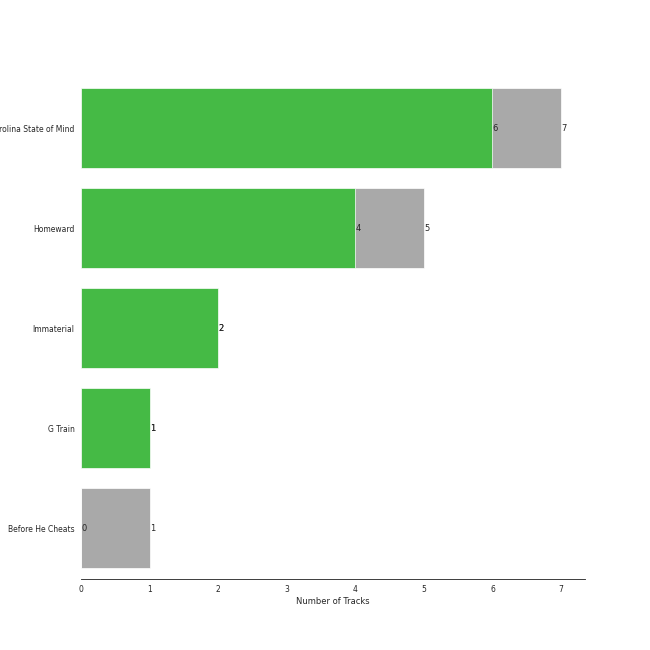 State of Mind 6 7
Homeward 4 5
Immaterial 2
G Train 1
Before He Cheats 0 1
0 1 2 3 4 5 6 7
Number of Tracks